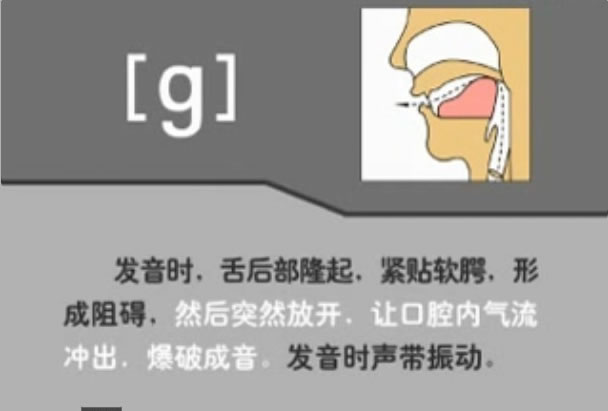 [g]
发音时，舌后部隆起，紧贴软腭，形
成阻碍，然后突然放开，让口腔内气流
冲出，爆破成音。发音时声带振动。